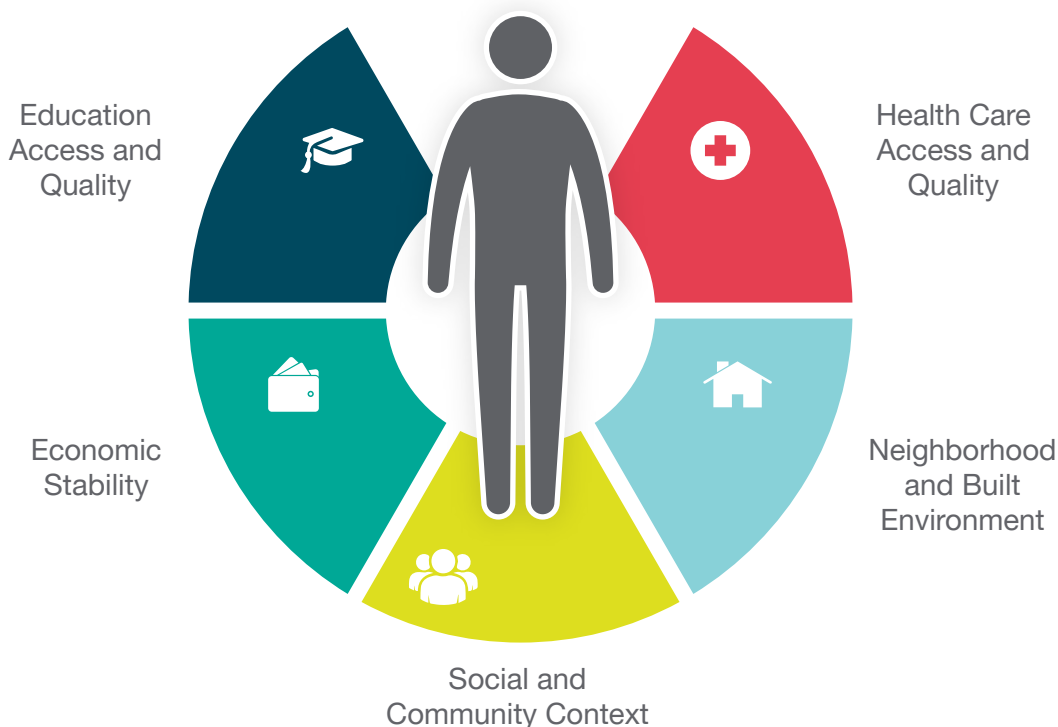 Education
Access and
Quality
Health Care
Access and
Quality
Economic
Stability
Neighborhood
and Built
Environment
Social and
Community Context